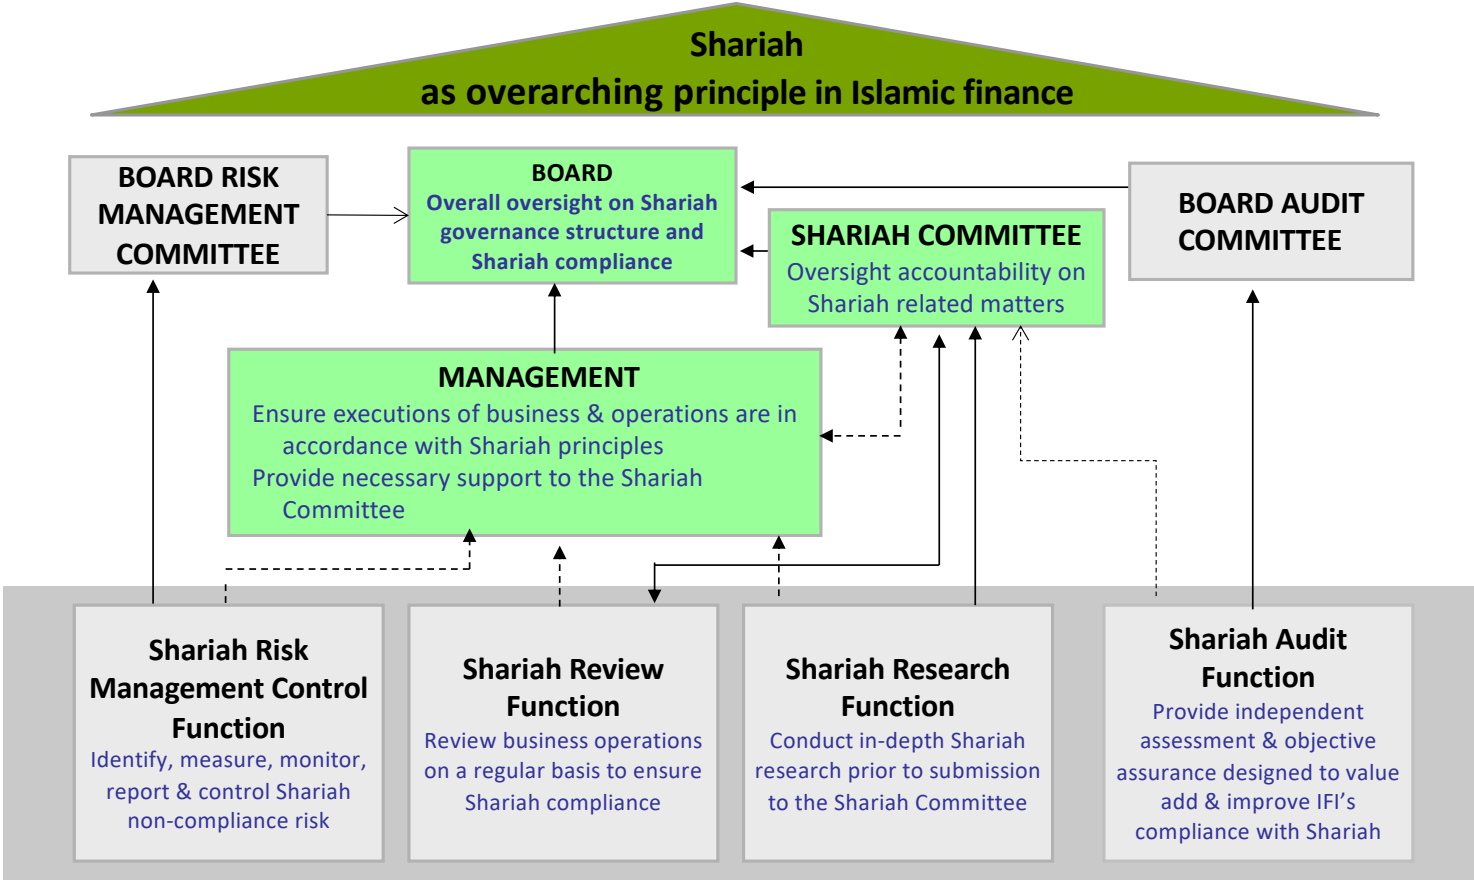 Shariah
as overarching principle in Islamic finance
BOARD RISK
MANAGEMENT
COMMITTEE
BOARD
Overall oversight on Shariah
governance structure and
Shariah compliance
SHARIAH COMMITTEE
Oversight accountability on
Shariah related matters
BOARD AUDIT
COMMITTEE
MANAGEMENT
Ensure executions of business & operations are in
accordance with Shariah principles
Provide necessary support to the Shariah
Committee
Shariah Risk
Management Control
Function
Identify, measure, monitor,
report & control Shariah
non-compliance risk
Shariah Review
Function
Review business operations
on a regular basis to ensure
Shariah compliance
Shariah Research
Function
Conduct in-depth Shariah
research prior to submission
to the Shariah Committee
Shariah Audit
Function
Provide independent
assessment & objective
assurance designed to value
add & improve IFI’s
compliance with Shariah